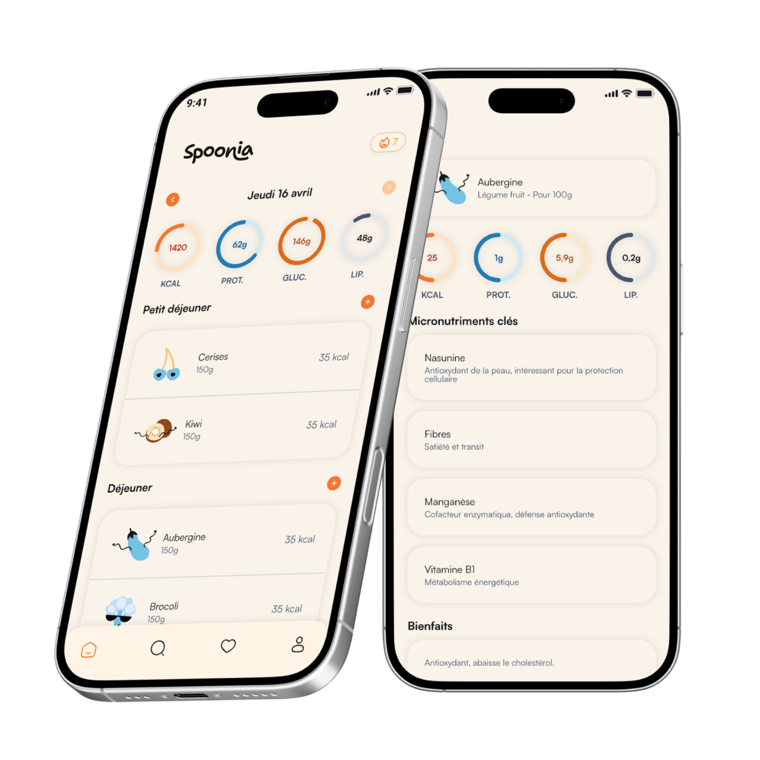 9:41
Spoonia
7
Jeudi 16 avril
1420
62g
146g
48g
KCAL
PROT.
GLUC.
LIP.
Petit déjeuner
Cerises
150g
35 kcal
Kiwi
150g
35 kcal
Déjeuner
Aubergine
150g
35 kcal
Brocoli
150g
35 kcal
Aubergine
Légume fruit - Pour 100g
25
1g
5,9g
0,2g
KCAL
PROT.
GLUC.
LIP.
Micronutriments clés
Nasunine
Antioxydant de la peau, intéressant pour la protection
cellulaire
Fibres
Satiété et transit
Manganèse
Cofacteur enzymatique, défense antioxydante
Vitamine B1
Métabolisme énergétique
Bienfaits
Antioxydant, abaisse le cholestérol.